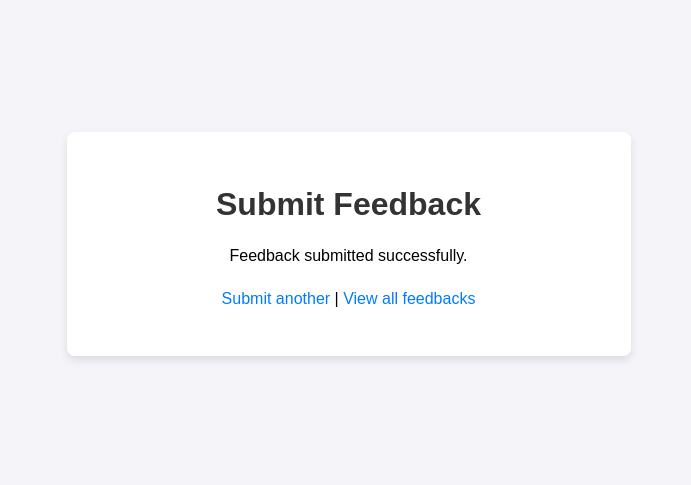 Submit Feedback
Feedback submitted successfully.
Submit another | View all feedbacks